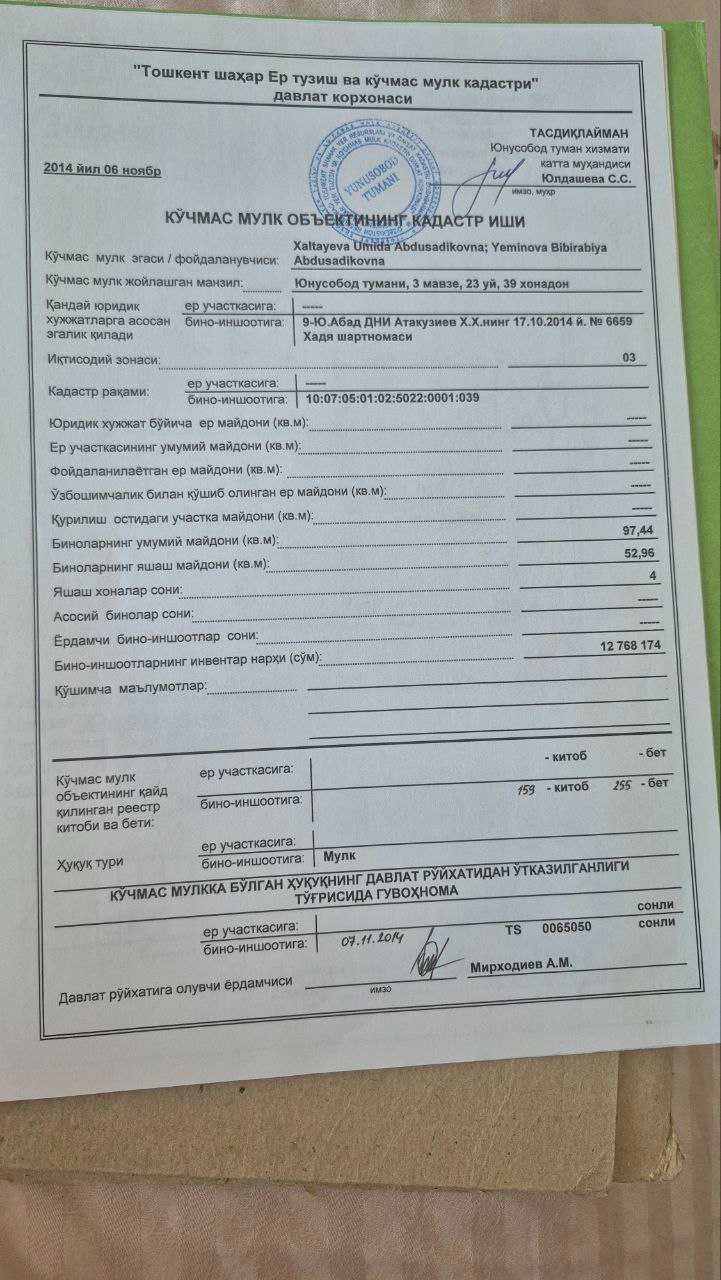 "Тошкент шаҳар Ер тузиш ва кўчмас мулк кадастри"
давлат корхонаси
ТАСДИҚЛАЙМАН
Юнусобод туман хизмати
2014 йил 06 ноябр
катта муҳандиси
Юлдашева С.С.
имзо, муҳр
YUNUSOBOD
TUMANI
КЎЧМАС МУЛК ОБЪЕКТИНИНГ КАДАСТР ИШИ
Кўчмас мулк эгаси / фойдаланувчиси: Xaltayeva Umida Abdusadikovna; Yeminova Bibirabiya
Abdusadikovna
Кўчмас мулк жойлашган манзил: Юнусобод тумани, 3 мавзе, 23 уй, 39 хонадон
Қандай юридик ер участкасига: -----
хужжатларга асосан бино-иншоотига: 9-Ю.Абад ДНИ Атакузиев Х.Х.нинг 17.10.2014 й. № 6659
эгалик қилади Хадя шартномаси
Иқтисодий зонаси: 03
Кадастр рақами: ер участкасига: -----
бино-иншоотига: 10:07:05:01:02:5022:0001:039
Юридик хужжат бўйича ер майдони (кв.м): -----
Ер участкасининг умумий майдони (кв.м): -----
Фойдаланилаётган ер майдони (кв.м): -----
Ўзбошимчалик билан қўшиб олинган ер майдони (кв.м): -----
Қурилиш остидаги участка майдони (кв.м): -----
Биноларнинг умумий майдони (кв.м): 97,44
Биноларнинг яшаш майдони (кв.м): 52,96
Яшаш хоналар сони: 4
Асосий бинолар сони: -----
Ёрдамчи бино-иншоотлар сони: -----
Бино-иншоотларнинг инвентар нархи (сўм): 12 768 174
Қўшимча маълумотлар:
Кўчмас мулк ер участкасига: - китоб - бет
объектининг қайд
қилинган реестр бино-иншоотига: 159 - китоб 255 - бет
китоби ва бети:
Ҳуқуқ тури ер участкасига:
бино-иншоотига: Мулк
КЎЧМАС МУЛККА БЎЛГАН ҲУҚУҚНИНГ ДАВЛАТ РЎЙХАТИДАН ЎТКАЗИЛГАНЛИГИ
ТЎҒРИСИДА ГУВОҲНОМА
ер участкасига: сонли
бино-иншоотига: 07.11.2014 TS 0065050 сонли
Давлат рўйхатига олувчи ёрдамчиси Мирходиев А.М.
имзо